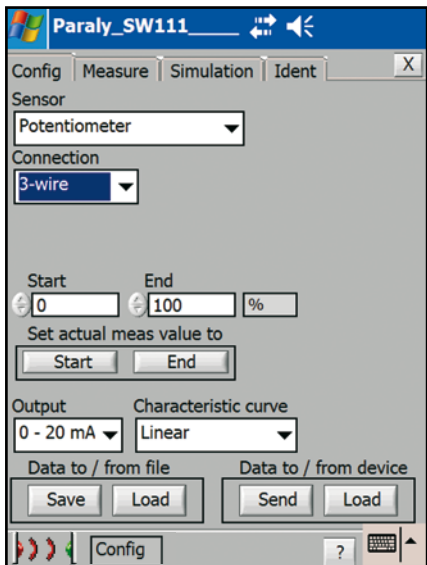 Paraly_SW111____
Config Measure Simulation Ident X
Sensor
Potentiometer
Connection
3-wire
Start End
0 100 %
Set actual meas value to
Start End
Output Characteristic curve
0 - 20 mA Linear
Data to / from file Data to / from device
Save Load Send Load
Config ?